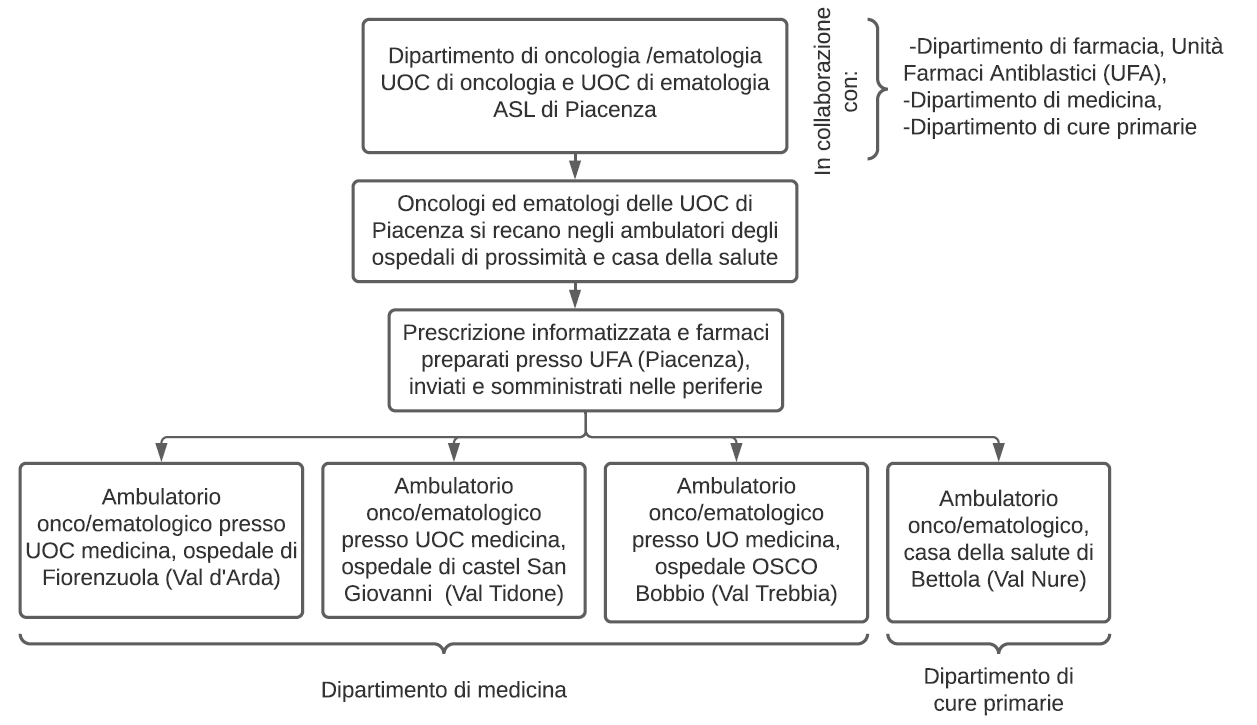 Dipartimento di oncologia /ematologia
UOC di oncologia e UOC di ematologia
ASL di Piacenza
In collaborazione
con:
-Dipartimento di farmacia, Unità
Farmaci Antiblastici (UFA),
-Dipartimento di medicina,
-Dipartimento di cure primarie
Oncologi ed ematologi delle UOC di
Piacenza si recano negli ambulatori degli
ospedali di prossimità e casa della salute
Prescrizione informatizzata e farmaci
preparati presso UFA (Piacenza),
inviati e somministrati nelle periferie
Ambulatorio
onco/ematologico presso
UOC medicina, ospedale di
Fiorenzuola (Val d'Arda)
Ambulatorio
onco/ematologico
presso UOC medicina,
ospedale di castel San
Giovanni (Val Tidone)
Ambulatorio
onco/ematologico
presso UO medicina,
ospedale OSCO
Bobbio (Val Trebbia)
Ambulatorio
onco/ematologico,
casa della salute di
Bettola (Val Nure)
Dipartimento di medicina
Dipartimento di
cure primarie